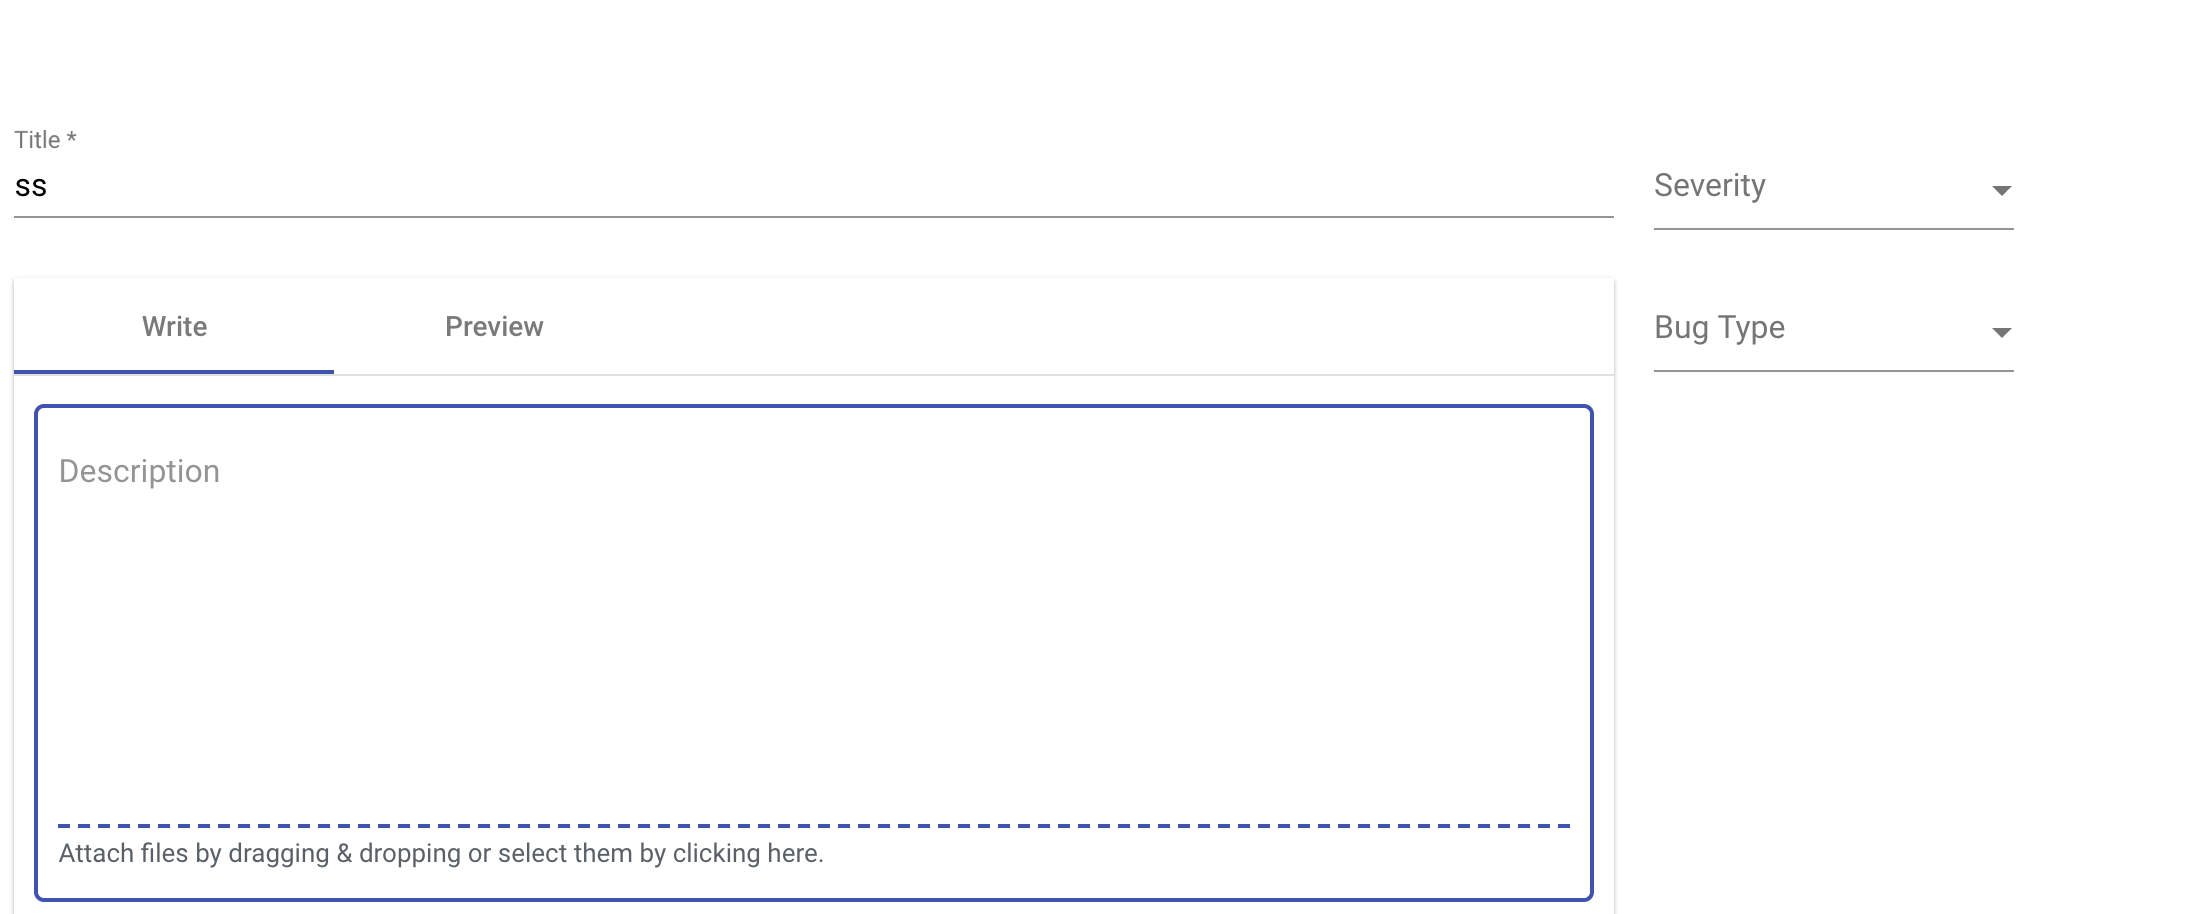 Title *
ss
Severity
Write
Preview
Bug Type
Description
Attach files by dragging & dropping or select them by clicking here.